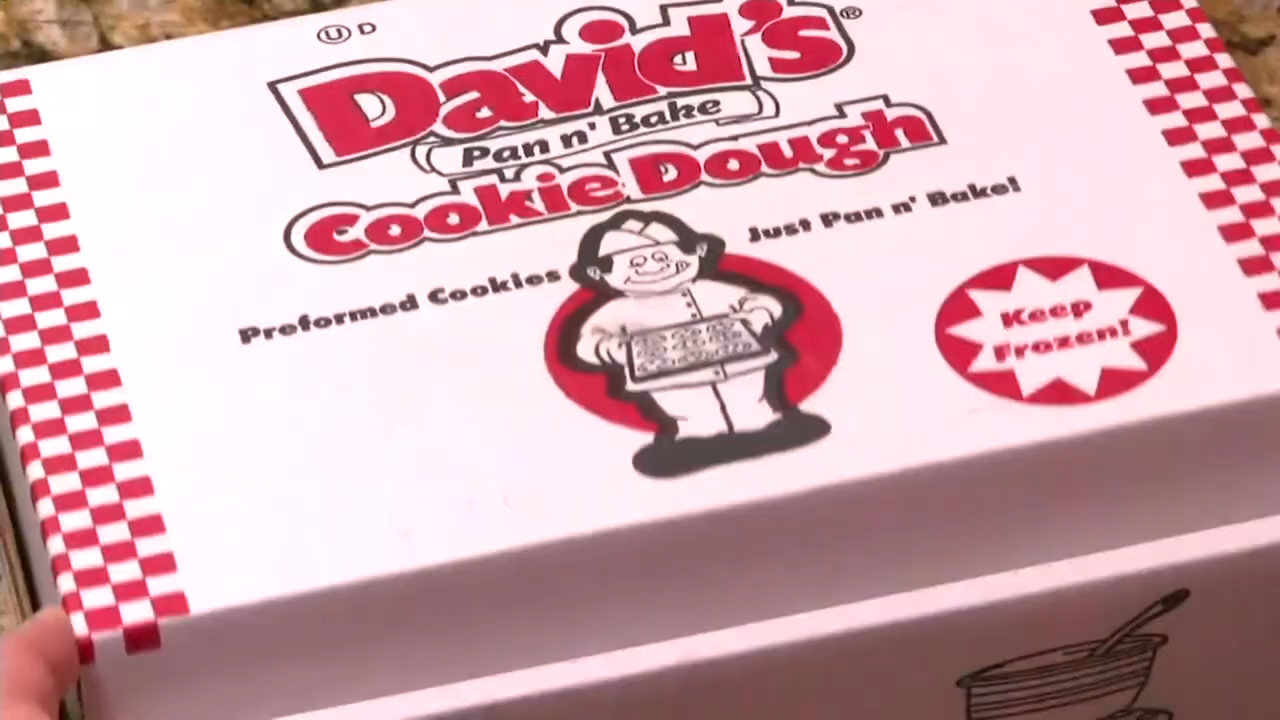 Ⓤ D
David's®
Pan n' Bake
Cookie Dough
Preformed Cookies
Just Pan n' Bake!
Keep
Frozen!